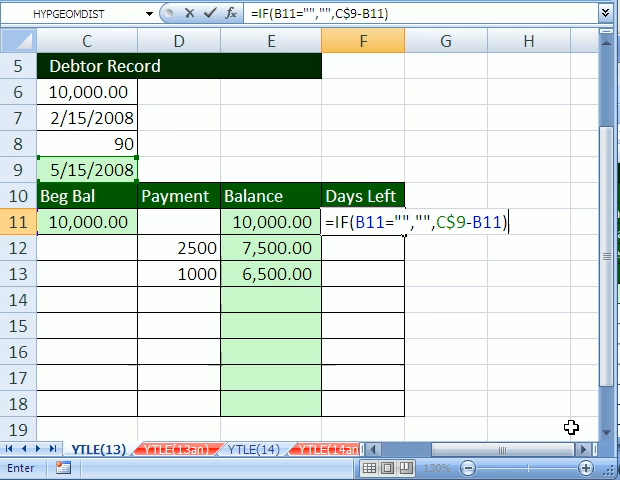 HYPGEOMDIST fx =IF(B11="","",C$9-B11)
C D E F G H
5 Debtor Record
6 10,000.00
7 2/15/2008
8 90
9 5/15/2008
10 Beg Bal Payment Balance Days Left
11 10,000.00 10,000.00 =IF(B11="","",C$9-B11)
12 2500 7,500.00
13 1000 6,500.00
14
15
16
17
18
19
YTLE(13) YTLE(13an) YTLE(14) YTLE(14an
Enter 130%